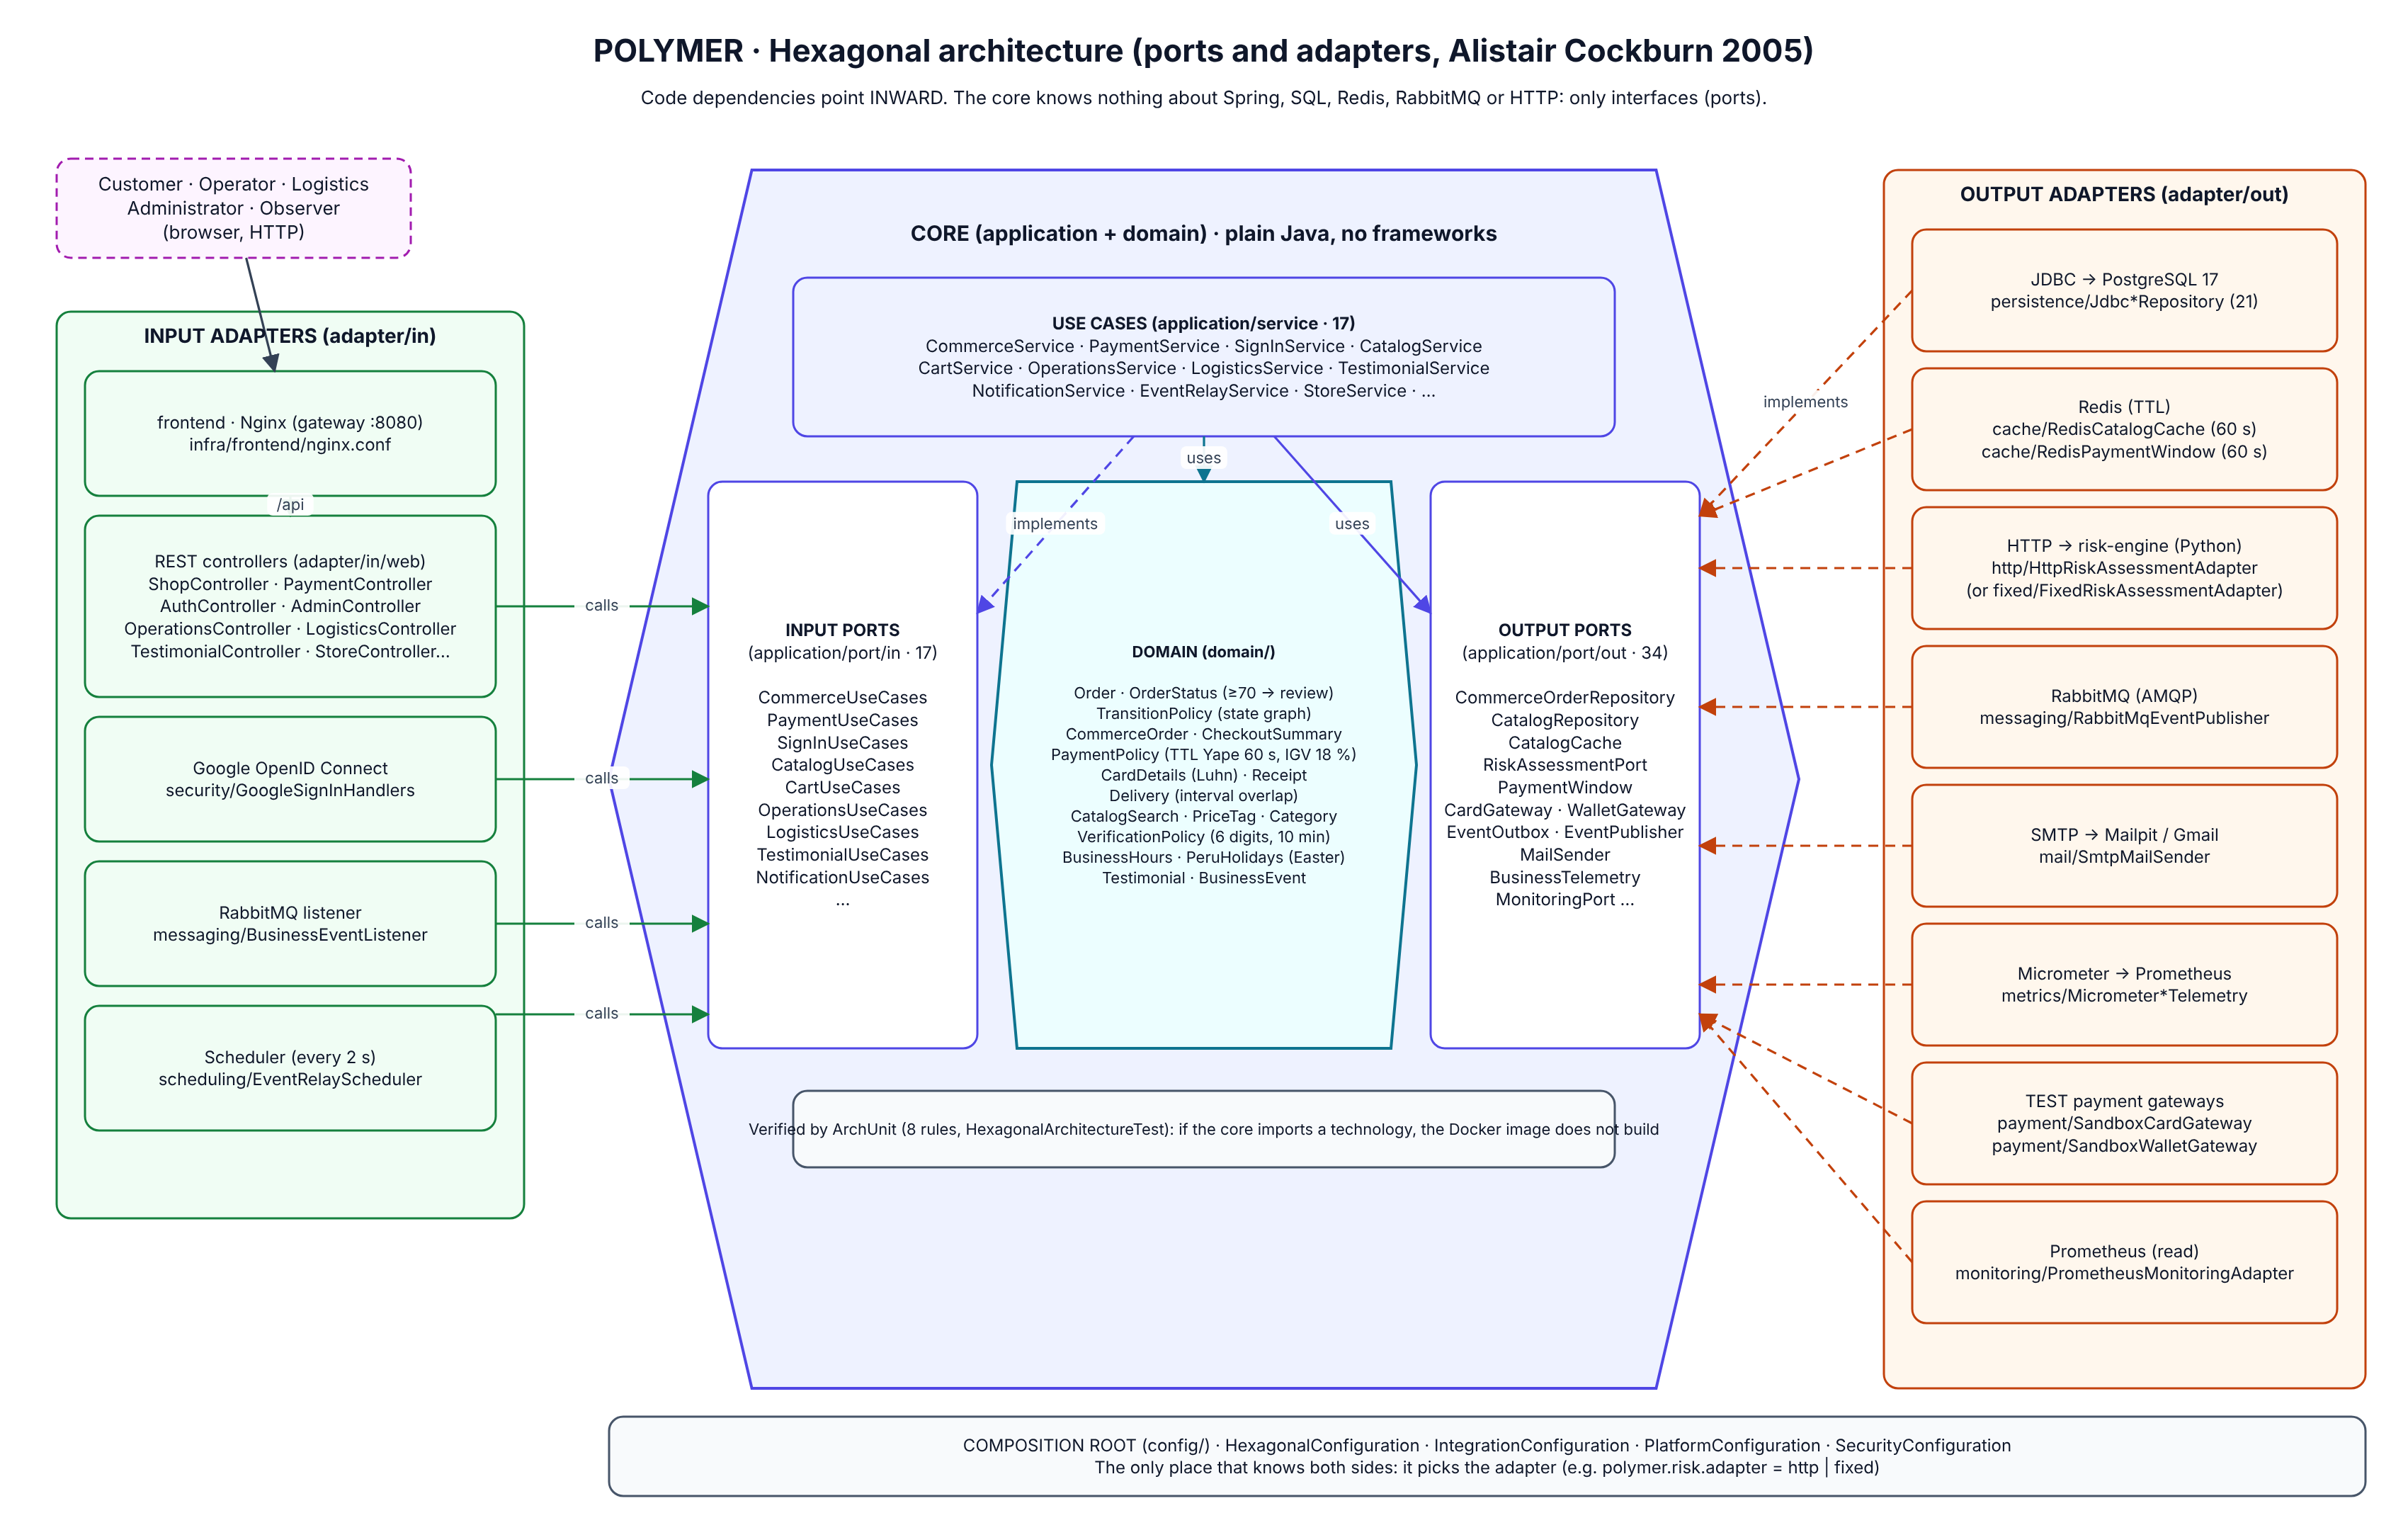 POLYMER · Hexagonal architecture (ports and adapters, Alistair Cockburn 2005)
Code dependencies point INWARD. The core knows nothing about Spring, SQL, Redis, RabbitMQ or HTTP: only interfaces (ports).
Customer · Operator · Logistics
Administrator · Observer
(browser, HTTP)
INPUT ADAPTERS (adapter/in)
frontend · Nginx (gateway :8080)
infra/frontend/nginx.conf
/api
REST controllers (adapter/in/web)
ShopController · PaymentController
AuthController · AdminController
OperationsController · LogisticsController
TestimonialController · StoreController...
Google OpenID Connect
security/GoogleSignInHandlers
RabbitMQ listener
messaging/BusinessEventListener
Scheduler (every 2 s)
scheduling/EventRelayScheduler
calls
calls
calls
calls
CORE (application + domain) · plain Java, no frameworks
USE CASES (application/service · 17)
CommerceService · PaymentService · SignInService · CatalogService
CartService · OperationsService · LogisticsService · TestimonialService
NotificationService · EventRelayService · StoreService · ...
implements
uses
uses
INPUT PORTS
(application/port/in · 17)
CommerceUseCases
PaymentUseCases
SignInUseCases
CatalogUseCases
CartUseCases
OperationsUseCases
LogisticsUseCases
TestimonialUseCases
NotificationUseCases
...
DOMAIN (domain/)
Order · OrderStatus (≥70 → review)
TransitionPolicy (state graph)
CommerceOrder · CheckoutSummary
PaymentPolicy (TTL Yape 60 s, IGV 18 %)
CardDetails (Luhn) · Receipt
Delivery (interval overlap)
CatalogSearch · PriceTag · Category
VerificationPolicy (6 digits, 10 min)
BusinessHours · PeruHolidays (Easter)
Testimonial · BusinessEvent
OUTPUT PORTS
(application/port/out · 34)
CommerceOrderRepository
CatalogRepository
CatalogCache
RiskAssessmentPort
PaymentWindow
CardGateway · WalletGateway
EventOutbox · EventPublisher
MailSender
BusinessTelemetry
MonitoringPort ...
Verified by ArchUnit (8 rules, HexagonalArchitectureTest): if the core imports a technology, the Docker image does not build
implements
OUTPUT ADAPTERS (adapter/out)
JDBC → PostgreSQL 17
persistence/Jdbc*Repository (21)
Redis (TTL)
cache/RedisCatalogCache (60 s)
cache/RedisPaymentWindow (60 s)
HTTP → risk-engine (Python)
http/HttpRiskAssessmentAdapter
(or fixed/FixedRiskAssessmentAdapter)
RabbitMQ (AMQP)
messaging/RabbitMqEventPublisher
SMTP → Mailpit / Gmail
mail/SmtpMailSender
Micrometer → Prometheus
metrics/Micrometer*Telemetry
TEST payment gateways
payment/SandboxCardGateway
payment/SandboxWalletGateway
Prometheus (read)
monitoring/PrometheusMonitoringAdapter
COMPOSITION ROOT (config/) · HexagonalConfiguration · IntegrationConfiguration · PlatformConfiguration · SecurityConfiguration
The only place that knows both sides: it picks the adapter (e.g. polymer.risk.adapter = http | fixed)